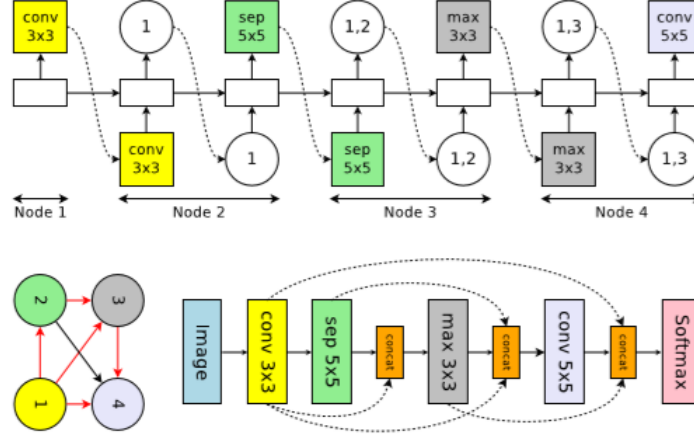 conv
3x3
1
sep
5x5
1,2
max
3x3
1,3
conv
5x5
conv
3x3
1
sep
5x5
1,2
max
3x3
1,3
Node 1
Node 2
Node 3
Node 4
2
3
1
4
Image
conv 3x3
sep 5x5
concat
max 3x3
concat
conv 5x5
concat
Softmax